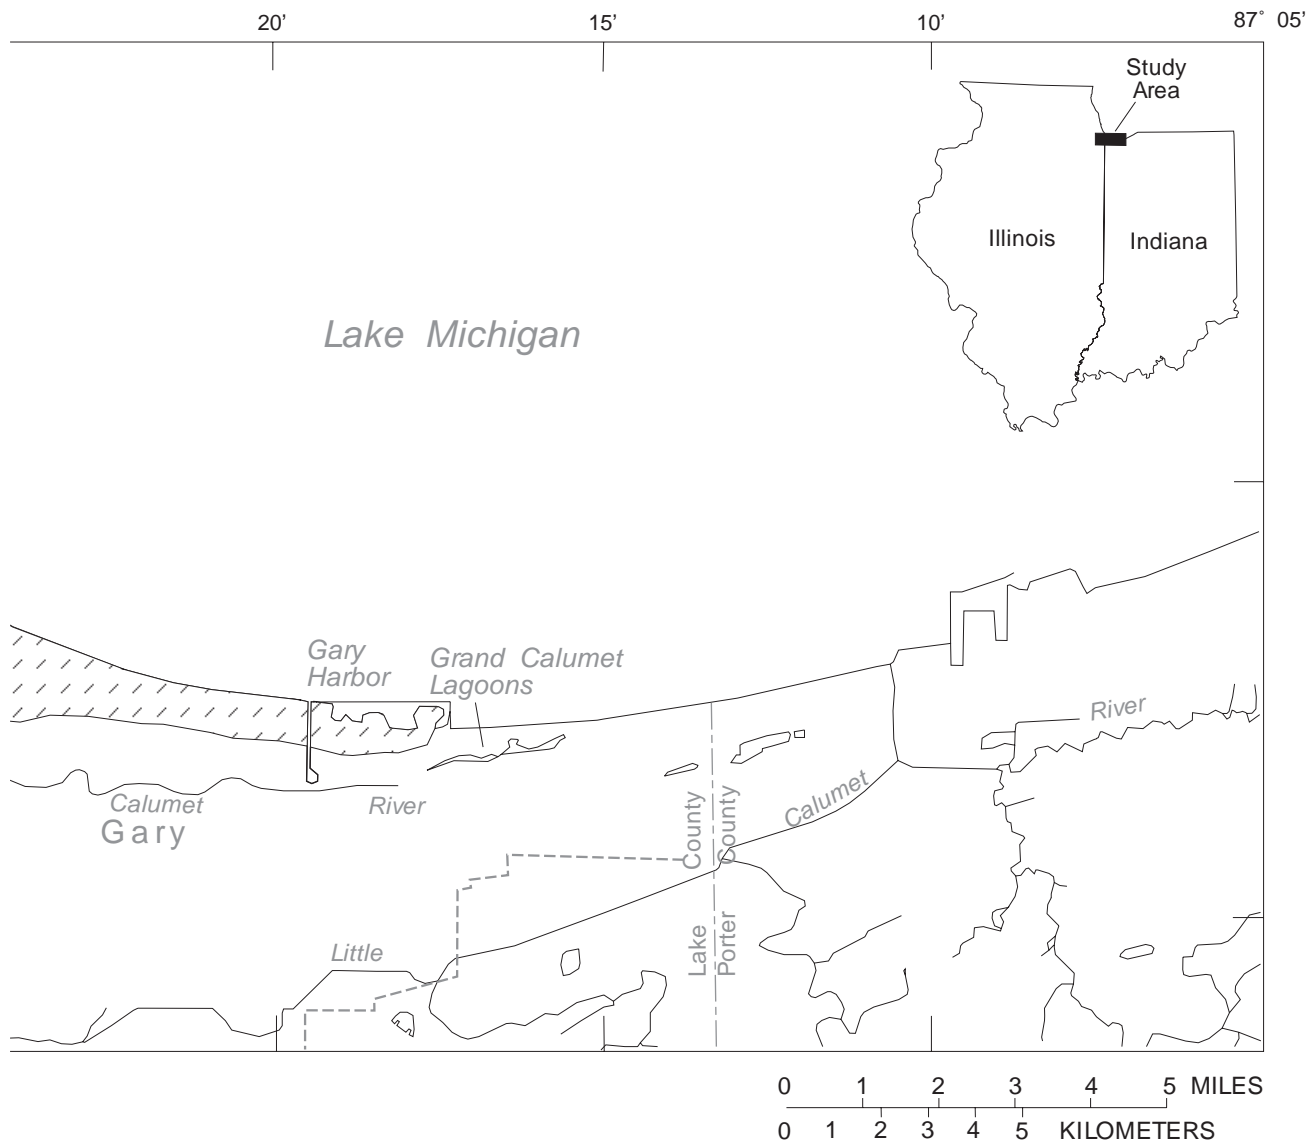 20' 15' 10' 87° 05'
Study
Area
Illinois
Indiana
Lake Michigan
Gary
Harbor
Grand Calumet
Lagoons
River
Calumet
River
Gary
Calumet
County
County
Lake
Porter
Little
0 1 2 3 4 5 MILES
0 1 2 3 4 5 KILOMETERS